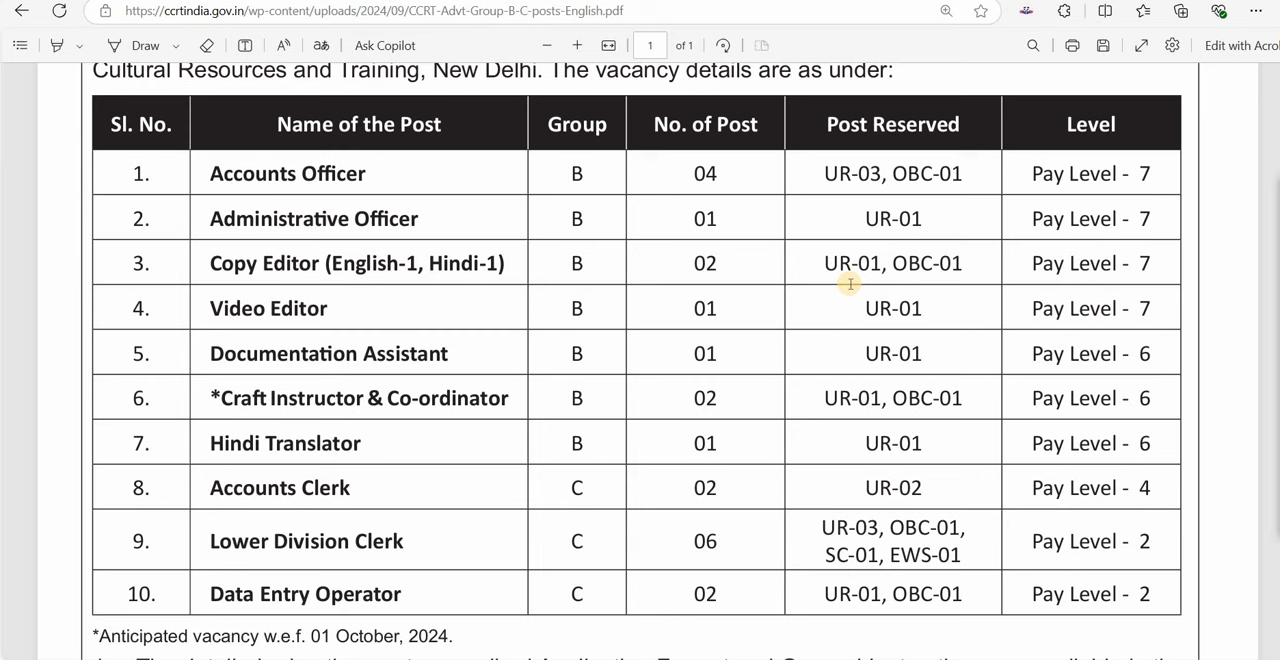 https://ccrtindia.gov.in/wp-content/uploads/2024/09/CCRT-Advt-Group-B-C-posts-English.pdf
Draw aあ Ask Copilot 1 of 1 Edit with Acro
Cultural Resources and Training, New Delhi. The vacancy details are as under:
Sl. No. Name of the Post Group No. of Post Post Reserved Level
1. Accounts Officer B 04 UR-03, OBC-01 Pay Level - 7
2. Administrative Officer B 01 UR-01 Pay Level - 7
3. Copy Editor (English-1, Hindi-1) B 02 UR-01, OBC-01 Pay Level - 7
4. Video Editor B 01 UR-01 Pay Level - 7
5. Documentation Assistant B 01 UR-01 Pay Level - 6
6. *Craft Instructor & Co-ordinator B 02 UR-01, OBC-01 Pay Level - 6
7. Hindi Translator B 01 UR-01 Pay Level - 6
8. Accounts Clerk C 02 UR-02 Pay Level - 4
9. Lower Division Clerk C 06 UR-03, OBC-01,
SC-01, EWS-01 Pay Level - 2
10. Data Entry Operator C 02 UR-01, OBC-01 Pay Level - 2
*Anticipated vacancy w.e.f. 01 October, 2024.